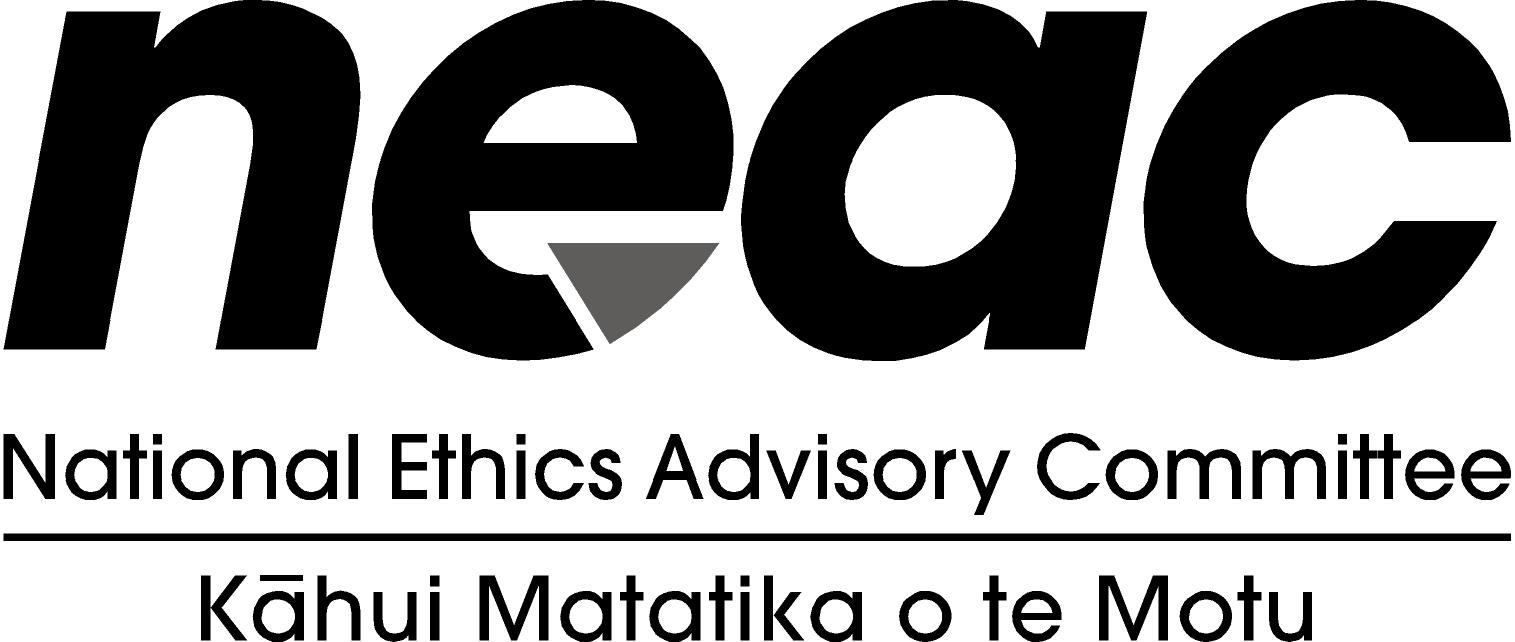 neac
National Ethics Advisory Committee
Kāhui Matatika o te Motu